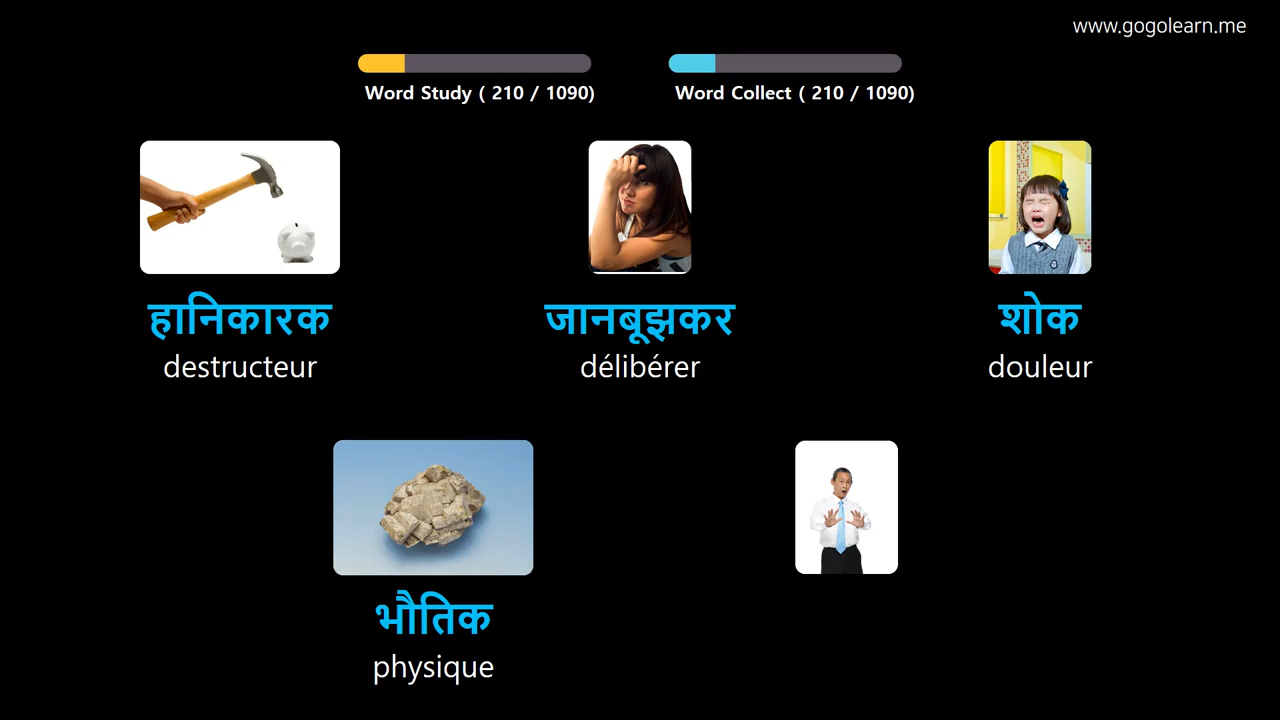 www.gogolearn.me
Word Study ( 210 / 1090)
Word Collect ( 210 / 1090)
हानिकारक
destructeur
जानबूझकर
délibérer
शोक
douleur
भौतिक
physique